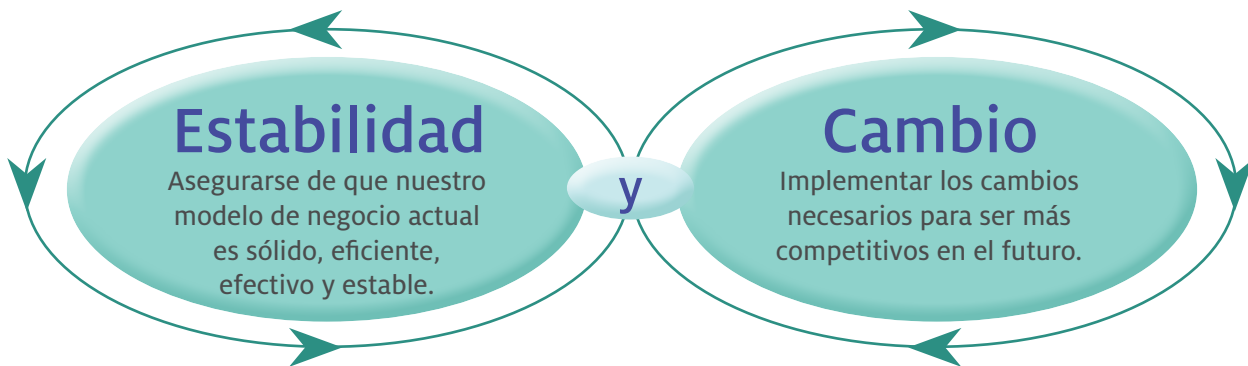 Estabilidad
Asegurarse de que nuestro
modelo de negocio actual
es sólido, eficiente,
efectivo y estable.
y
Cambio
Implementar los cambios
necesarios para ser más
competitivos en el futuro.